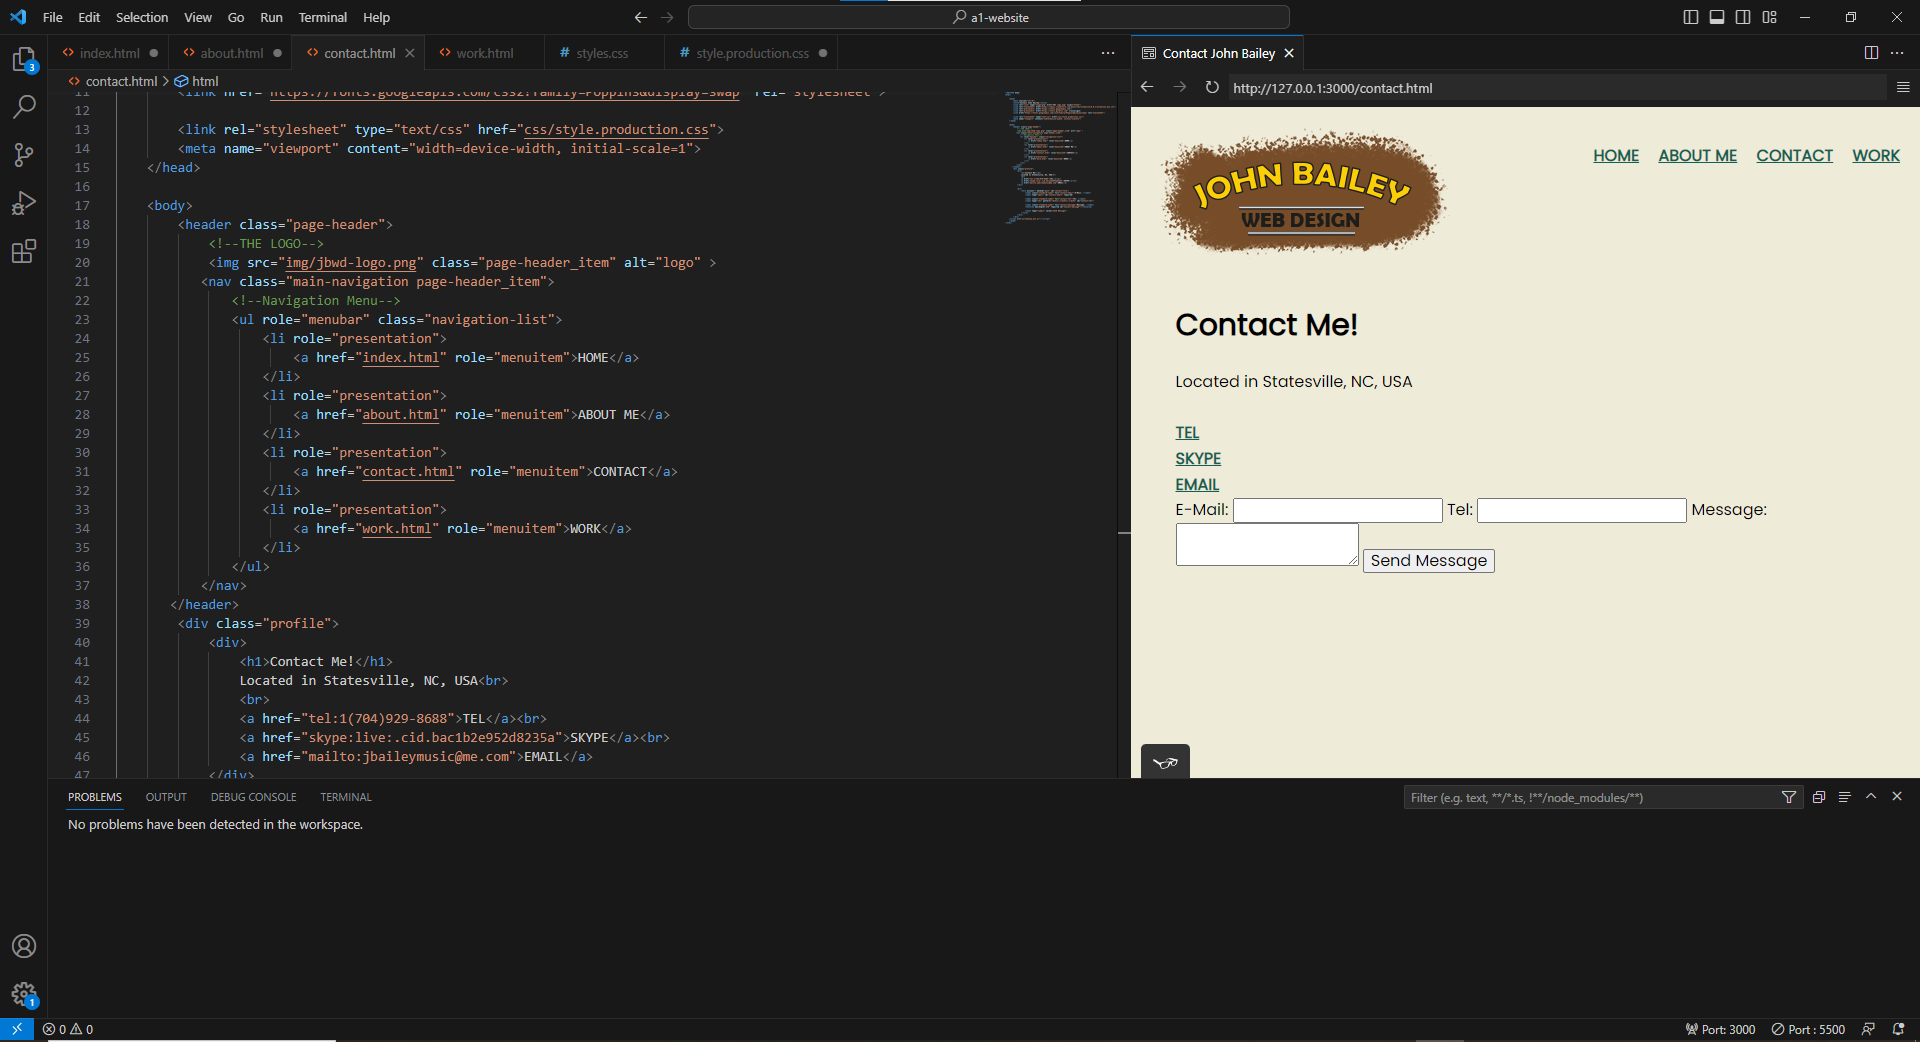 File Edit Selection View Go Run Terminal Help
a1-website
index.html
about.html
contact.html
work.html
# styles.css
# style.production.css
contact.html > html
3
11 <link href="https://fonts.googleapis.com/css2?family=Poppins&display=swap" rel="stylesheet">
12
13 <link rel="stylesheet" type="text/css" href="css/style.production.css">
14 <meta name="viewport" content="width=device-width, initial-scale=1">
15 </head>
16
17 <body>
18 <header class="page-header">
19 <!--THE LOGO-->
20 <img src="img/jbwd-logo.png" class="page-header_item" alt="logo" >
21 <nav class="main-navigation page-header_item">
22 <!--Navigation Menu-->
23 <ul role="menubar" class="navigation-list">
24 <li role="presentation">
25 <a href="index.html" role="menuitem">HOME</a>
26 </li>
27 <li role="presentation">
28 <a href="about.html" role="menuitem">ABOUT ME</a>
29 </li>
30 <li role="presentation">
31 <a href="contact.html" role="menuitem">CONTACT</a>
32 </li>
33 <li role="presentation">
34 <a href="work.html" role="menuitem">WORK</a>
35 </li>
36 </ul>
37 </nav>
38 </header>
39 <div class="profile">
40 <div>
41 <h1>Contact Me!</h1>
42 Located in Statesville, NC, USA<br>
43 <br>
44 <a href="tel:1(704)929-8688">TEL</a><br>
45 <a href="skype:live:.cid.bac1b2e952d8235a">SKYPE</a><br>
46 <a href="mailto:jbaileymusic@me.com">EMAIL</a>
47 </div>
Contact John Bailey
http://127.0.0.1:3000/contact.html
JOHN BAILEY
WEB DESIGN
HOME ABOUT ME CONTACT WORK
Contact Me!
Located in Statesville, NC, USA
TEL
SKYPE
EMAIL
E-Mail: Tel: Message:
Send Message
PROBLEMS OUTPUT DEBUG CONSOLE TERMINAL
Filter (e.g. text, **/*.ts, !**/node_modules/**)
No problems have been detected in the workspace.
1
0 0
Port: 3000 Port : 5500